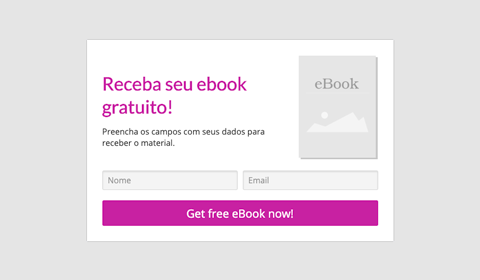 Receba seu ebook
gratuito!
eBook
Preencha os campos com seus dados para
receber o material.
Nome
Email
Get free eBook now!